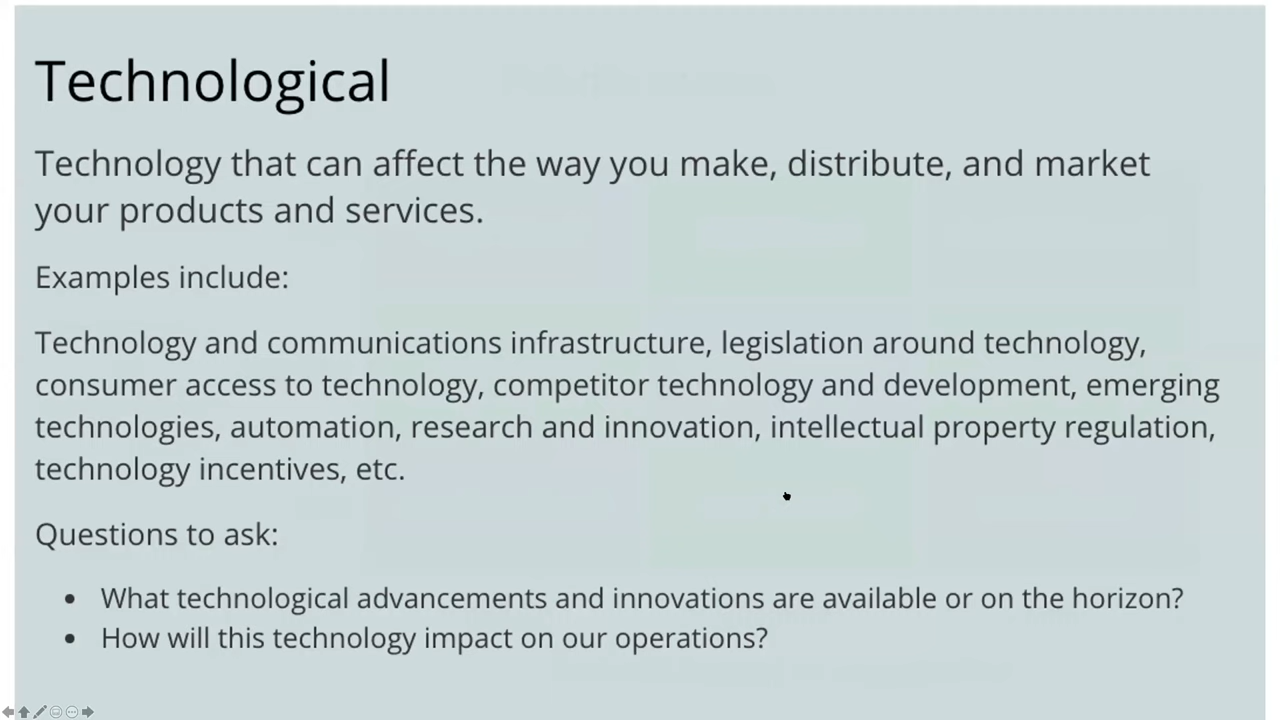 Technological
Technology that can affect the way you make, distribute, and market
your products and services.
Examples include:
Technology and communications infrastructure, legislation around technology,
consumer access to technology, competitor technology and development, emerging
technologies, automation, research and innovation, intellectual property regulation,
technology incentives, etc.
Questions to ask:
• What technological advancements and innovations are available or on the horizon?
• How will this technology impact on our operations?